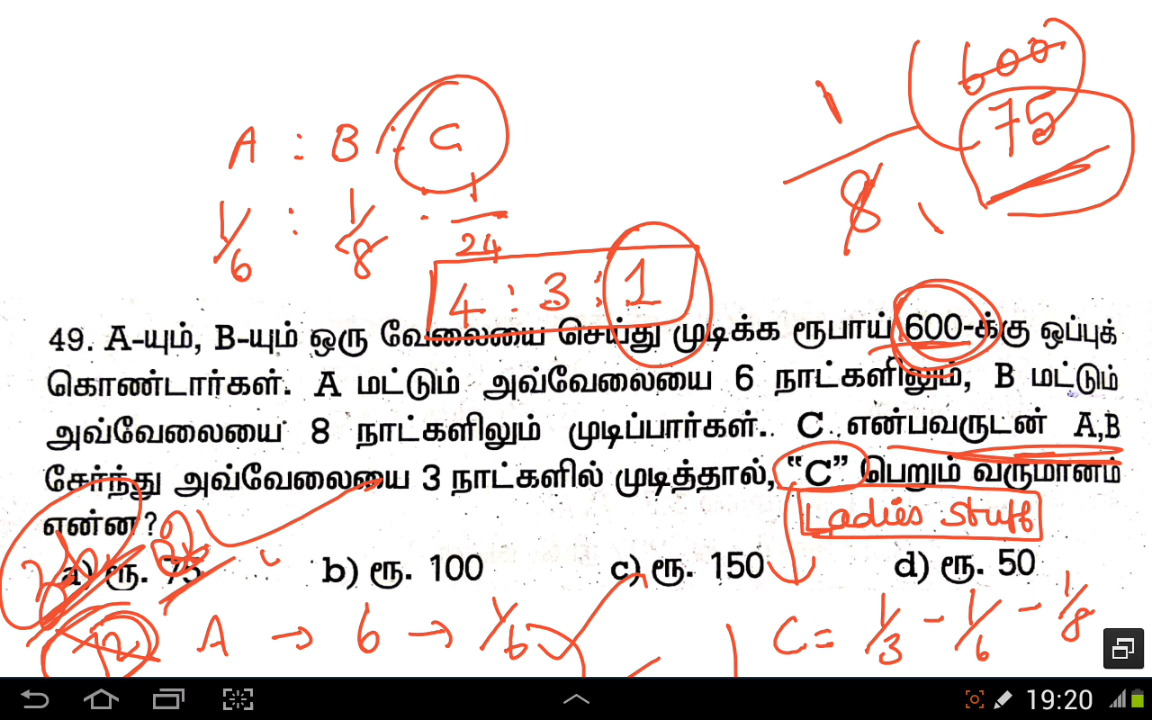 600
1
75
8
A : B : C
1/6 : 1/8 : 1/24
4 : 3 : 1
49. A-யும், B-யும் ஒரு வேலையை செய்து முடிக்க ரூபாய் 600-க்கு ஒப்புக்
கொண்டார்கள். A மட்டும் அவ்வேலையை 6 நாட்களிலும், B மட்டும்
அவ்வேலையை 8 நாட்களிலும் முடிப்பார்கள்.. C என்பவருடன் A,B
சேர்ந்து அவ்வேலையை 3 நாட்களில் முடித்தால், "C" பெறும் வருமானம்
என்ன?
Ladies stuff
a) ரூ. 75 b) ரூ. 100 c) ரூ. 150 d) ரூ. 50
A → 6 → 1/6 C = 1/3 - 1/6 - 1/8
19:20